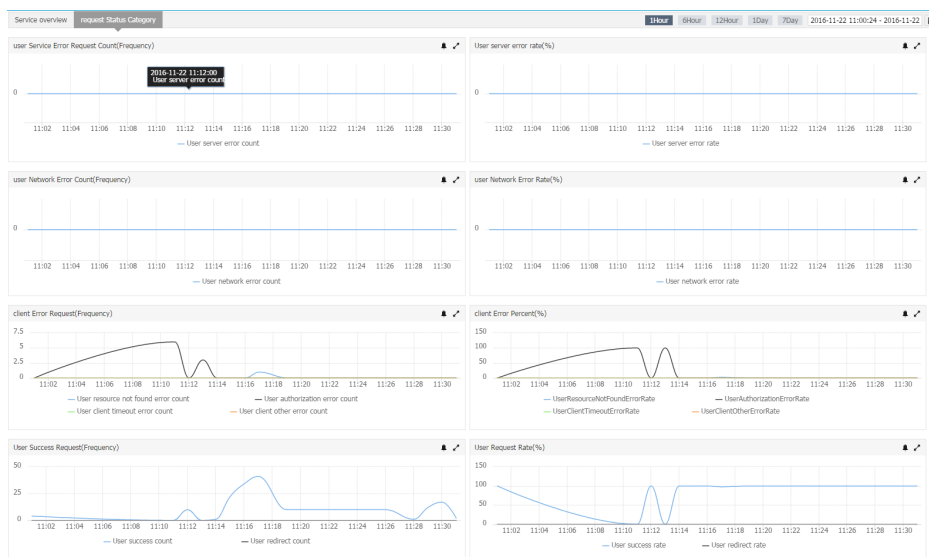 Service overview request Status Category 1Hour 6Hour 12Hour 1Day 7Day 2016-11-22 11:00:24 - 2016-11-22
user Service Error Request Count(Frequency)
2016-11-22 11:12:00
User server error count
0
11:02 11:04 11:06 11:08 11:10 11:12 11:14 11:16 11:18 11:20 11:22 11:24 11:26 11:28 11:30
User server error count
User server error rate(%)
0
11:02 11:04 11:06 11:08 11:10 11:12 11:14 11:16 11:18 11:20 11:22 11:24 11:26 11:28 11:30
User server error rate
user Network Error Count(Frequency)
0
11:02 11:04 11:06 11:08 11:10 11:12 11:14 11:16 11:18 11:20 11:22 11:24 11:26 11:28 11:30
User network error count
user Network Error Rate(%)
0
11:02 11:04 11:06 11:08 11:10 11:12 11:14 11:16 11:18 11:20 11:22 11:24 11:26 11:28 11:30
User network error rate
client Error Request(Frequency)
7.5
5
2.5
0
11:02 11:04 11:06 11:08 11:10 11:12 11:14 11:16 11:18 11:20 11:22 11:24 11:26 11:28 11:30
User resource not found error count User authorization error count
User client timeout error count User client other error count
client Error Percent(%)
150
100
50
0
11:02 11:04 11:06 11:08 11:10 11:12 11:14 11:16 11:18 11:20 11:22 11:24 11:26 11:28 11:30
UserResourceNotFoundErrorRate UserAuthorizationErrorRate
UserClientTimeoutErrorRate UserClientOtherErrorRate
User Success Request(Frequency)
50
25
0
11:02 11:04 11:06 11:08 11:10 11:12 11:14 11:16 11:18 11:20 11:22 11:24 11:26 11:28 11:30
User success count User redirect count
User Request Rate(%)
150
100
50
0
11:02 11:04 11:06 11:08 11:10 11:12 11:14 11:16 11:18 11:20 11:22 11:24 11:26 11:28 11:30
User success rate User redirect rate